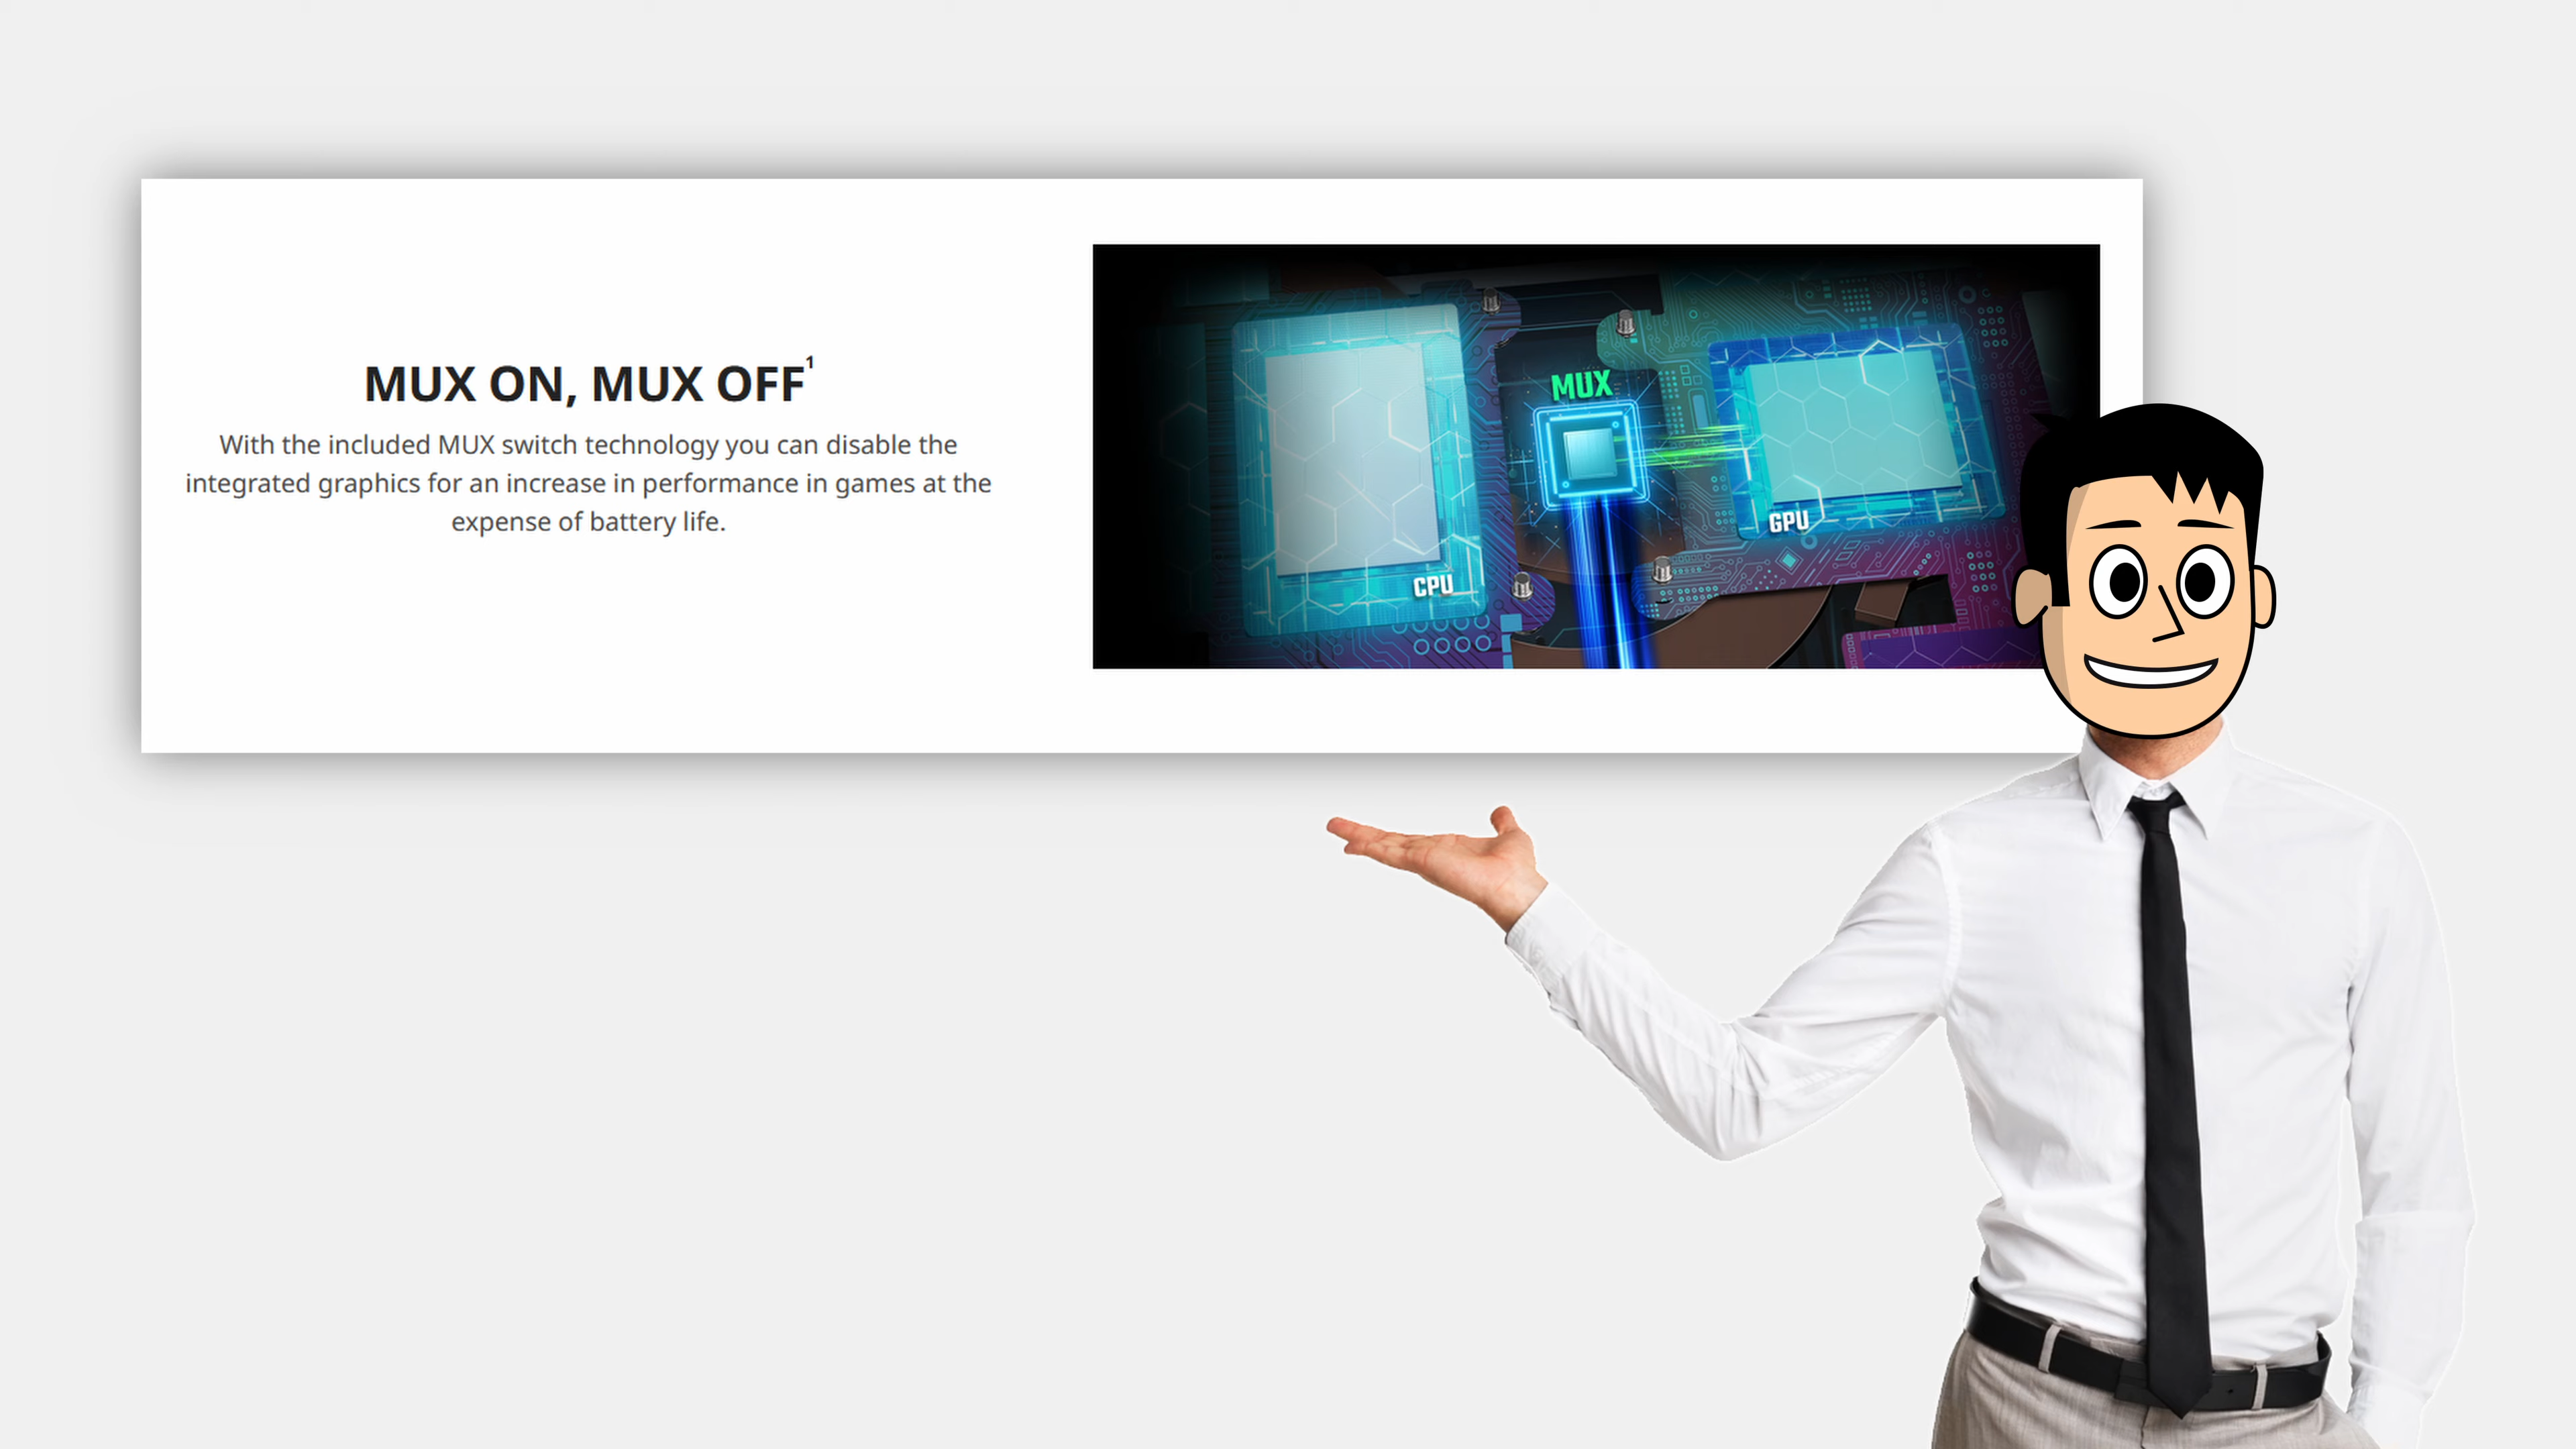 MUX ON, MUX OFF¹
With the included MUX switch technology you can disable the
integrated graphics for an increase in performance in games at the
expense of battery life.
MUX
CPU
GPU